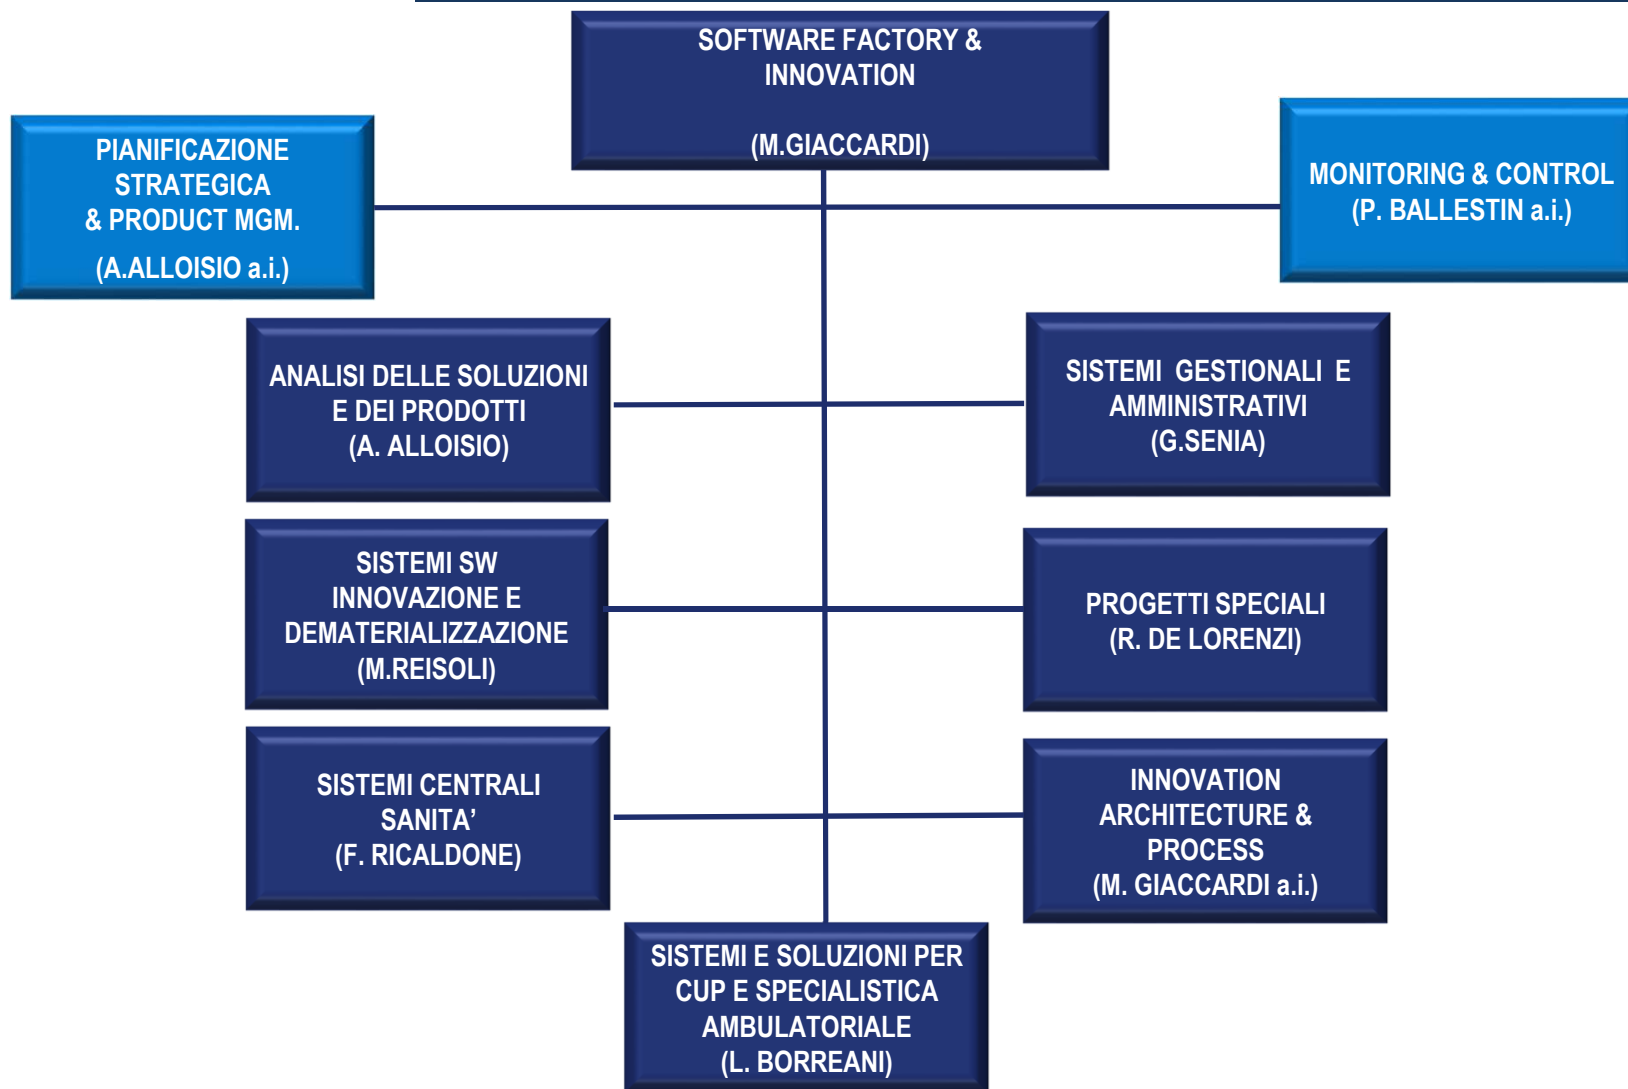 SOFTWARE FACTORY &
INNOVATION
(M.GIACCARDI)
PIANIFICAZIONE
STRATEGICA
& PRODUCT MGM.
(A.ALLOISIO a.i.)
MONITORING & CONTROL
(P. BALLESTIN a.i.)
ANALISI DELLE SOLUZIONI
E DEI PRODOTTI
(A. ALLOISIO)
SISTEMI GESTIONALI E
AMMINISTRATIVI
(G.SENIA)
SISTEMI SW
INNOVAZIONE E
DEMATERIALIZZAZIONE
(M.REISOLI)
PROGETTI SPECIALI
(R. DE LORENZI)
SISTEMI CENTRALI
SANITA’
(F. RICALDONE)
INNOVATION
ARCHITECTURE &
PROCESS
(M. GIACCARDI a.i.)
SISTEMI E SOLUZIONI PER
CUP E SPECIALISTICA
AMBULATORIALE
(L. BORREANI)